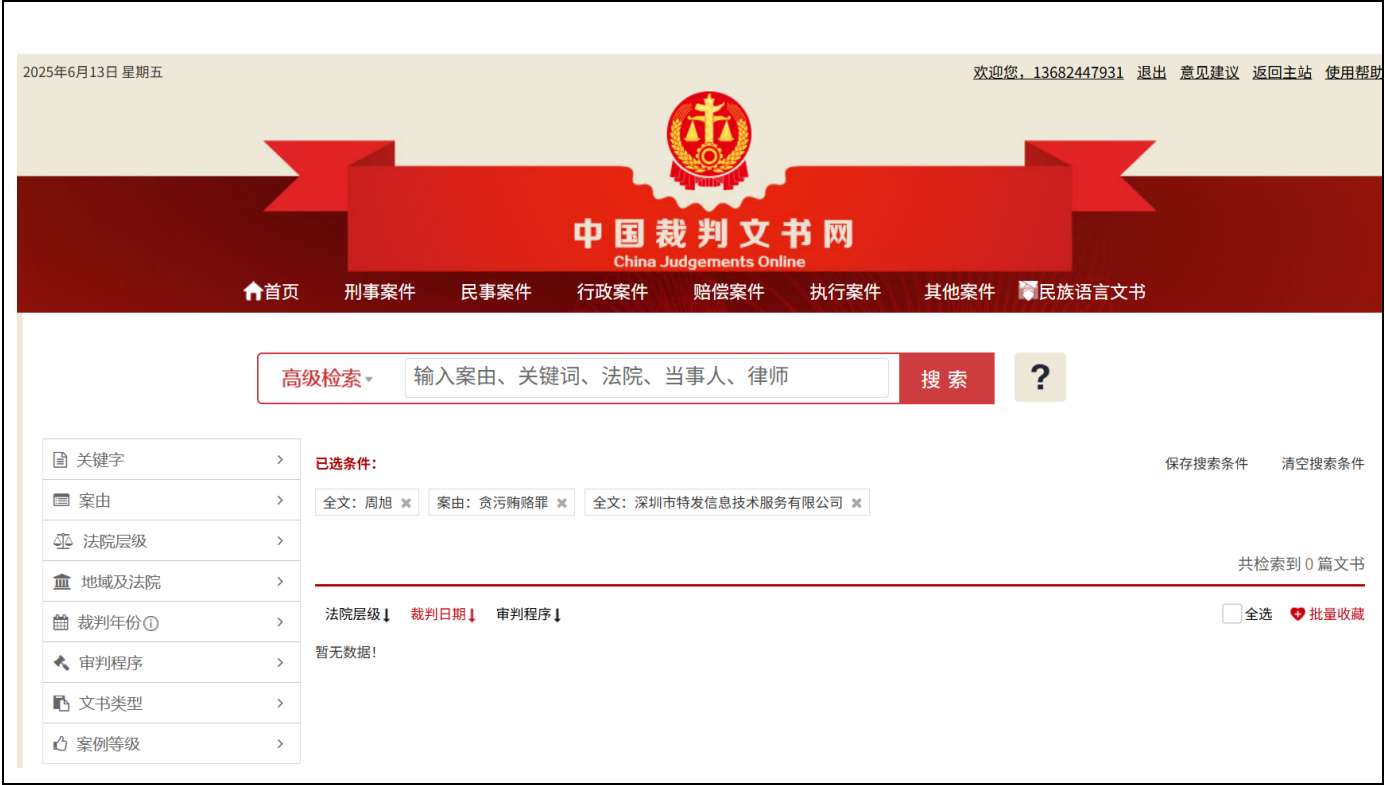 2025年6月13日 星期五
欢迎您，13682447931 退出 意见建议 返回主站 使用帮助
中国裁判文书网
China Judgements Online
首页 刑事案件 民事案件 行政案件 赔偿案件 执行案件 其他案件 民族语言文书
高级检索 输入案由、关键词、法院、当事人、律师 搜索 ?
关键字
案由
法院层级
地域及法院
裁判年份
审判程序
文书类型
案例等级
已选条件：
保存搜索条件 清空搜索条件
全文：周旭 案由：贪污贿赂罪 全文：深圳市特发信息技术服务有限公司
共检索到 0 篇文书
法院层级 裁判日期 审判程序
全选 批量收藏
暂无数据！